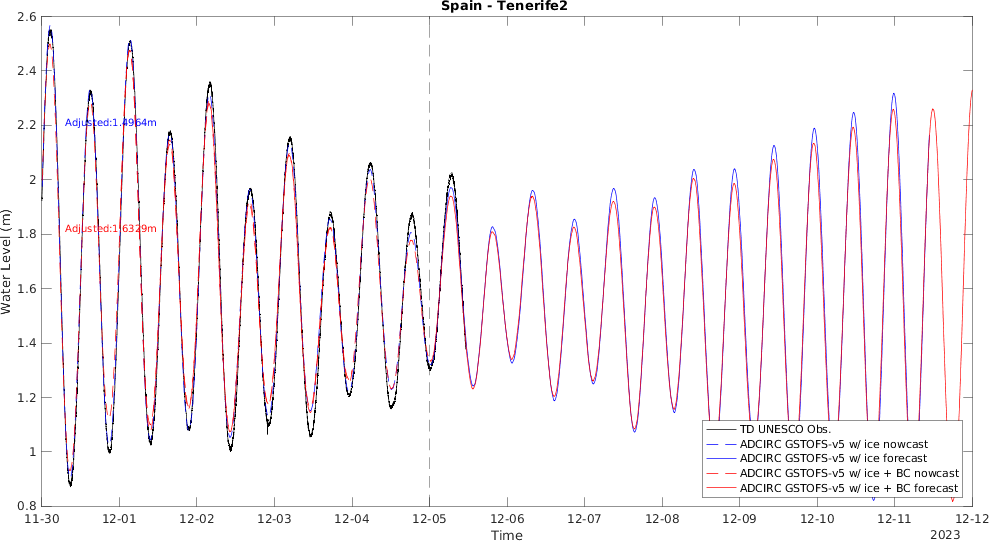 Spain - Tenerife2
2.6
2.4
2.2
2
1.8
1.6
1.4
1.2
1
0.8
Water Level (m)
Adjusted:1.4964m
Adjusted:1.6329m
TD UNESCO Obs.
ADCIRC GSTOFS-v5 w/ ice nowcast
ADCIRC GSTOFS-v5 w/ ice forecast
ADCIRC GSTOFS-v5 w/ ice + BC nowcast
ADCIRC GSTOFS-v5 w/ ice + BC forecast
11-30 12-01 12-02 12-03 12-04 12-05 12-06 12-07 12-08 12-09 12-10 12-11 12-12
Time
2023